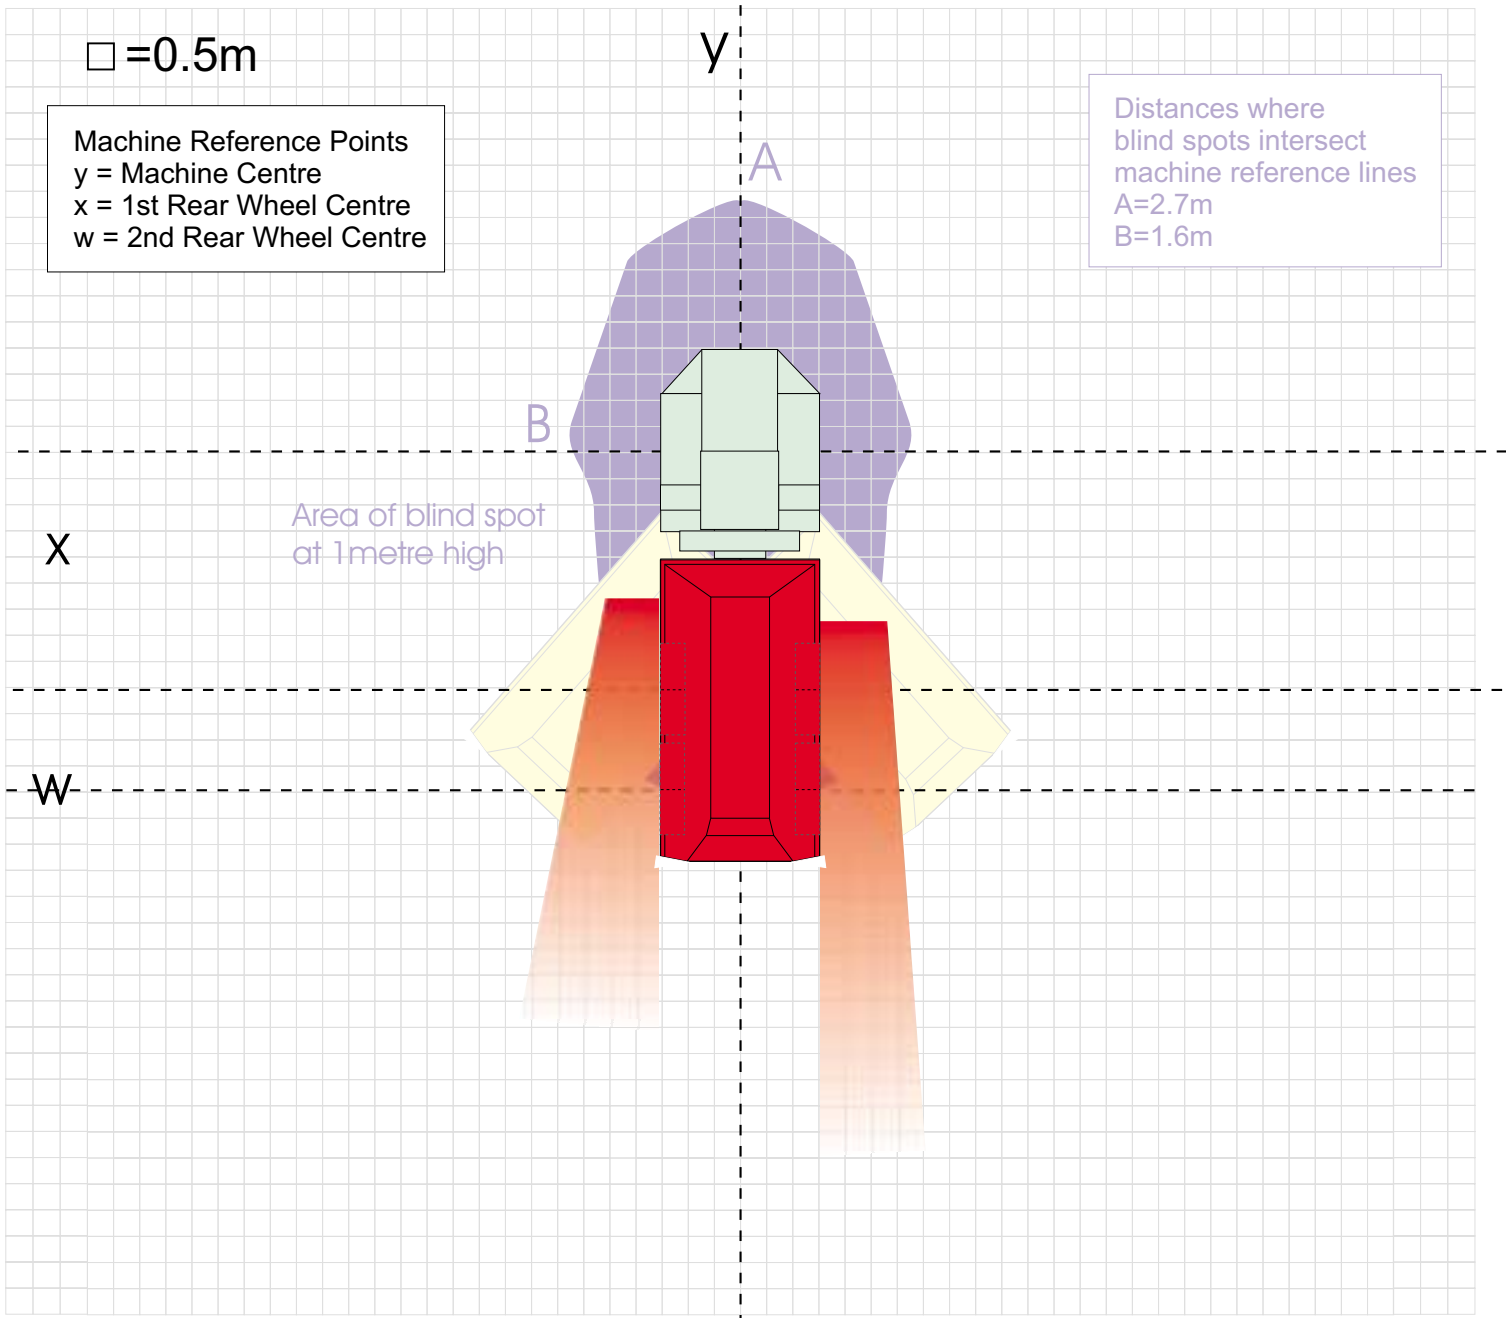 □ =0.5m
y
Machine Reference Points
y = Machine Centre
x = 1st Rear Wheel Centre
w = 2nd Rear Wheel Centre
Distances where
blind spots intersect
machine reference lines
A=2.7m
B=1.6m
A
B
Area of blind spot
at 1metre high
X
W